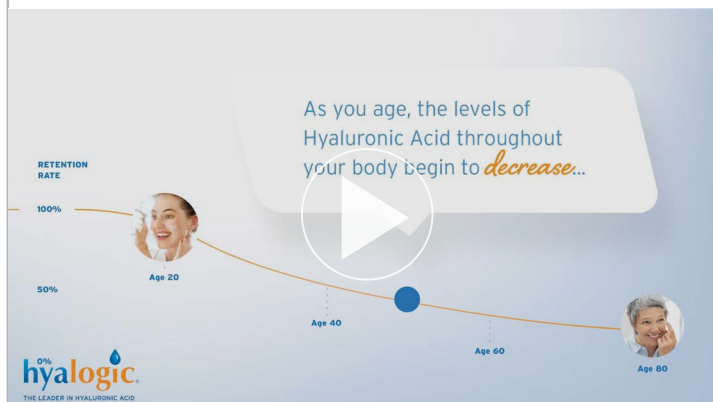 As you age, the levels of
Hyaluronic Acid throughout
your body begin to decrease...
RETENTION
RATE
100%
Age 20
50%
Age 40
Age 60
Age 80
0%
hyalogic.
THE LEADER IN HYALURONIC ACID